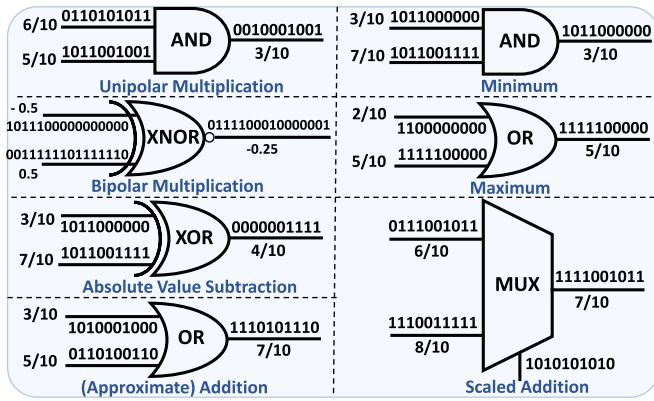 6/10 0110101011
AND
0010001001
3/10
5/10 1011001001
Unipolar Multiplication
3/10 1011000000
AND
1011000000
3/10
7/10 1011001111
Minimum
- 0.5
1011100000000000
XNOR
0111100010000001
-0.25
0011111101111110
0.5
Bipolar Multiplication
2/10
1100000000
OR
1111100000
5/10
5/10 1111100000
Maximum
3/10
1011000000
XOR
0000001111
4/10
7/10 1011001111
Absolute Value Subtraction
3/10
1010001000
OR
1110101110
7/10
5/10 0110100110
(Approximate) Addition
0111001011
6/10
MUX
1111001011
7/10
1110011111
8/10
1010101010
Scaled Addition